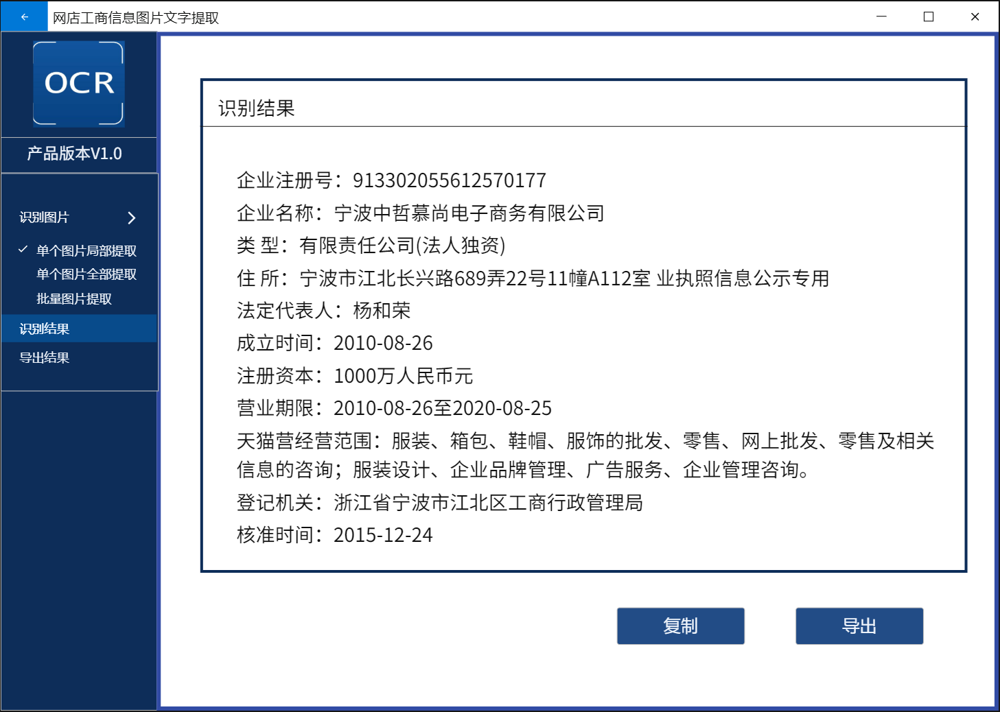 网店工商信息图片文字提取
OCR
产品版本V1.0
识别图片
单个图片局部提取
单个图片全部提取
批量图片提取
识别结果
导出结果
识别结果
企业注册号：913302055612570177
企业名称：宁波中哲慕尚电子商务有限公司
类 型：有限责任公司(法人独资)
住 所：宁波市江北长兴路689弄22号11幢A112室 业执照信息公示专用
法定代表人：杨和荣
成立时间：2010-08-26
注册资本：1000万人民币元
营业期限：2010-08-26至2020-08-25
天猫营经营范围：服装、箱包、鞋帽、服饰的批发、零售、网上批发、零售及相关
信息的咨询；服装设计、企业品牌管理、广告服务、企业管理咨询。
登记机关：浙江省宁波市江北区工商行政管理局
核准时间：2015-12-24
复制
导出